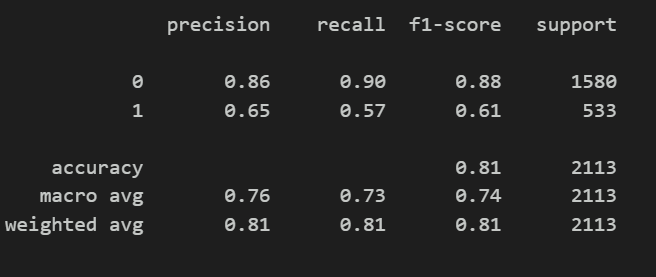 precision recall f1-score support
0 0.86 0.90 0.88 1580
1 0.65 0.57 0.61 533
accuracy 0.81 2113
macro avg 0.76 0.73 0.74 2113
weighted avg 0.81 0.81 0.81 2113